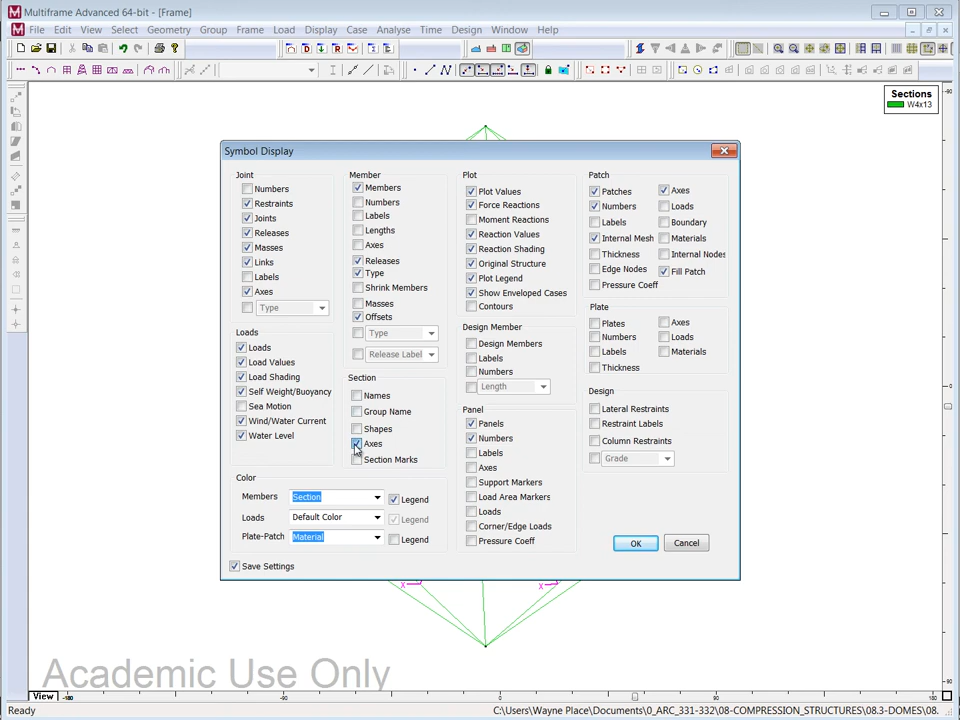 Multiframe Advanced 64-bit - [Frame]
File Edit View Select Geometry Group Frame Load Display Case Analyse Time Design Window Help
Sections
W4x13
Symbol Display
Joint
Numbers
Restraints
Joints
Releases
Masses
Links
Labels
Axes
Type
Loads
Loads
Load Values
Load Shading
Self Weight/Buoyancy
Sea Motion
Wind/Water Current
Water Level
Member
Members
Numbers
Labels
Lengths
Axes
Releases
Type
Shrink Members
Masses
Offsets
Type
Release Label
Section
Names
Group Name
Shapes
Axes
Section Marks
Plot
Plot Values
Force Reactions
Moment Reactions
Reaction Values
Reaction Shading
Original Structure
Plot Legend
Show Enveloped Cases
Contours
Design Member
Design Members
Labels
Numbers
Length
Panel
Panels
Numbers
Labels
Axes
Support Markers
Load Area Markers
Loads
Corner/Edge Loads
Pressure Coeff
Patch
Patches
Numbers
Labels
Internal Mesh
Thickness
Edge Nodes
Pressure Coeff
Axes
Loads
Boundary
Materials
Internal Nodes
Fill Patch
Plate
Plates
Numbers
Labels
Thickness
Axes
Loads
Materials
Design
Lateral Restraints
Restraint Labels
Column Restraints
Grade
Color
Members Section Legend
Loads Default Color Legend
Plate-Patch Material Legend
OK Cancel
Save Settings
X X
Academic Use Only
View -180 -90 0 90 180
Ready C:\Users\Wayne Place\Documents\0_ARC_331-332\08-COMPRESSION_STRUCTURES\08.3-DOMES\08.